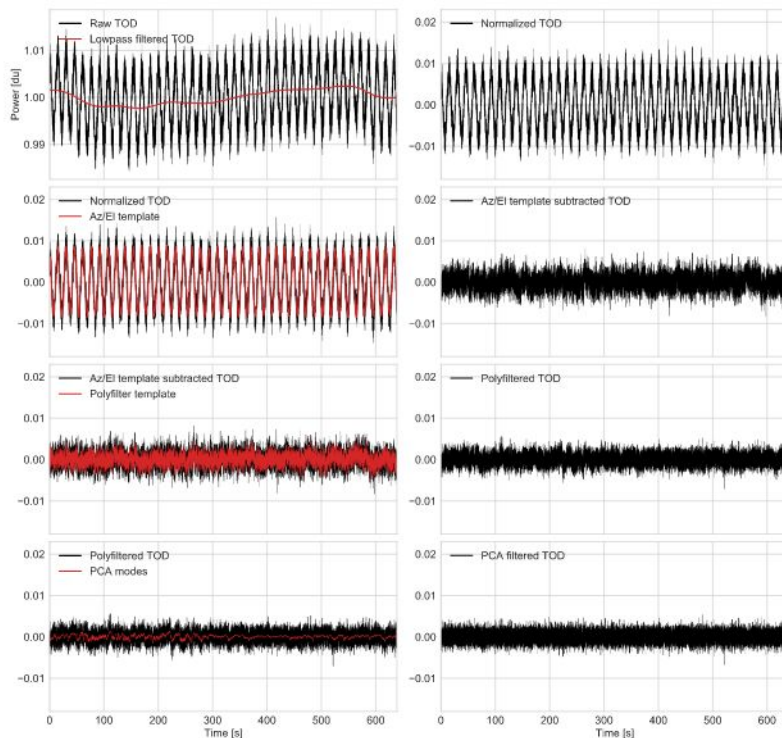 Raw TOD
Lowpass filtered TOD
1.01
1.00
0.99
Power [du]
Normalized TOD
0.02
0.01
0.00
−0.01
Normalized TOD
Az/El template
0.02
0.01
0.00
−0.01
Az/El template subtracted TOD
0.02
0.01
0.00
−0.01
Az/El template subtracted TOD
Polyfilter template
0.02
0.01
0.00
−0.01
Polyfiltered TOD
0.02
0.01
0.00
−0.01
Polyfiltered TOD
PCA modes
0.02
0.01
0.00
−0.01
0 100 200 300 400 500 600
Time [s]
PCA filtered TOD
0.02
0.01
0.00
−0.01
0 100 200 300 400 500 600
Time [s]